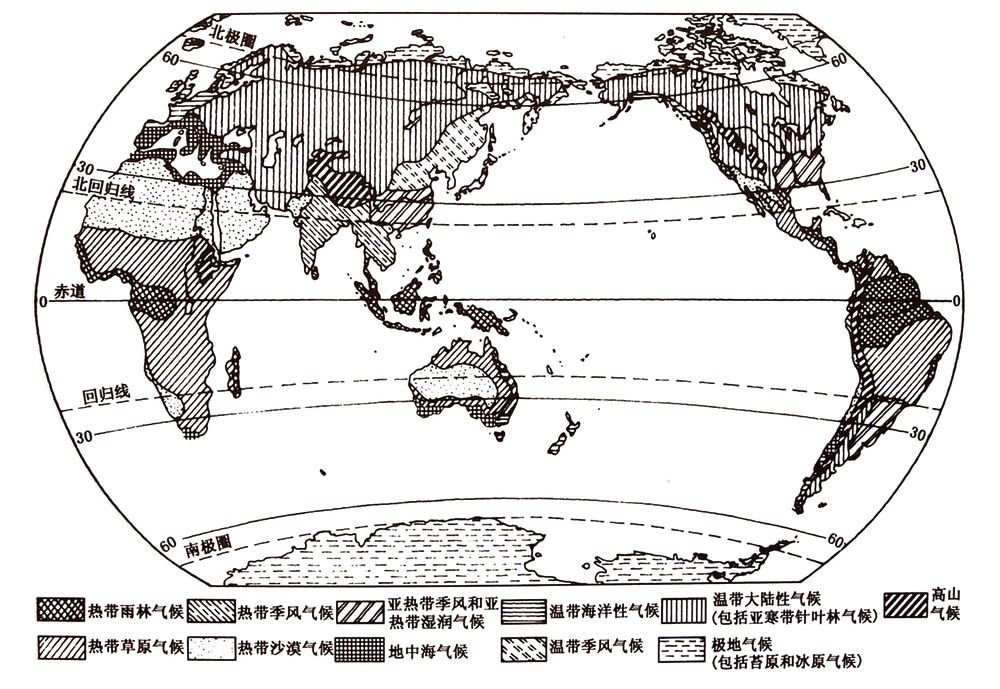 北极圈
60
60
30
30
北回归线
0
赤道
0
回归线
30
30
60
南极圈
60
热带雨林气候
热带季风气候
亚热带季风和亚
热带湿润气候
温带海洋性气候
温带大陆性气候
(包括亚寒带针叶林气候)
高山
气候
热带草原气候
热带沙漠气候
地中海气候
温带季风气候
极地气候
(包括苔原和冰原气候)